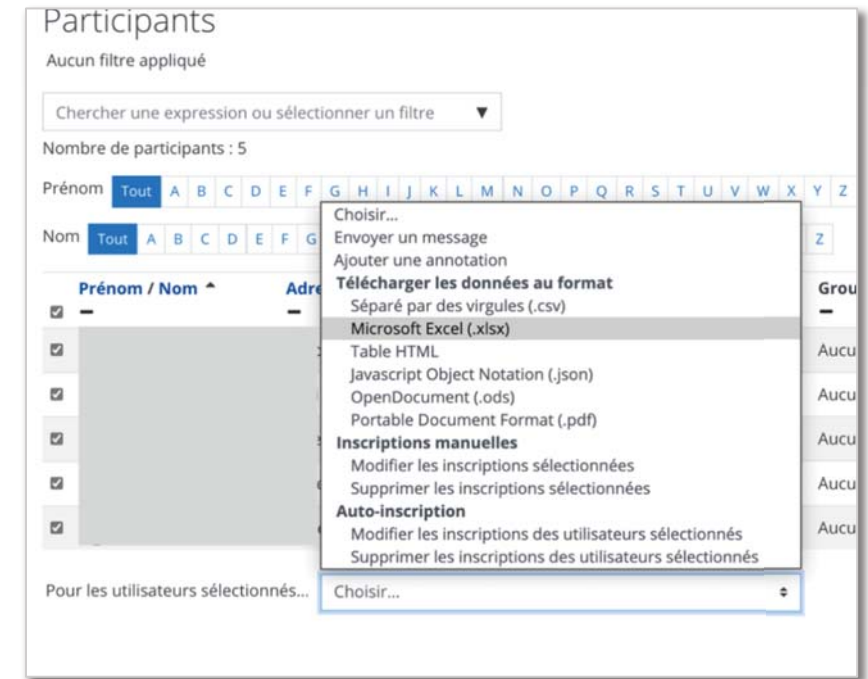 Participants
Aucun filtre appliqué
Chercher une expression ou sélectionner un filtre ▼
Nombre de participants : 5
Prénom Tout A B C D E F G H I J K L M N O P Q R S T U V W X Y Z
Nom Tout A B C D E F G Z
Choisir...
Envoyer un message
Ajouter une annotation
Télécharger les données au format
Séparé par des virgules (.csv)
Microsoft Excel (.xlsx)
Table HTML
Javascript Object Notation (.json)
OpenDocument (.ods)
Portable Document Format (.pdf)
Inscriptions manuelles
Modifier les inscriptions sélectionnées
Supprimer les inscriptions sélectionnées
Auto-inscription
Modifier les inscriptions des utilisateurs sélectionnés
Supprimer les inscriptions des utilisateurs sélectionnés
Prénom / Nom Adre Grou
Aucu
Aucu
Aucu
Aucu
Aucu
Pour les utilisateurs sélectionnés... Choisir...